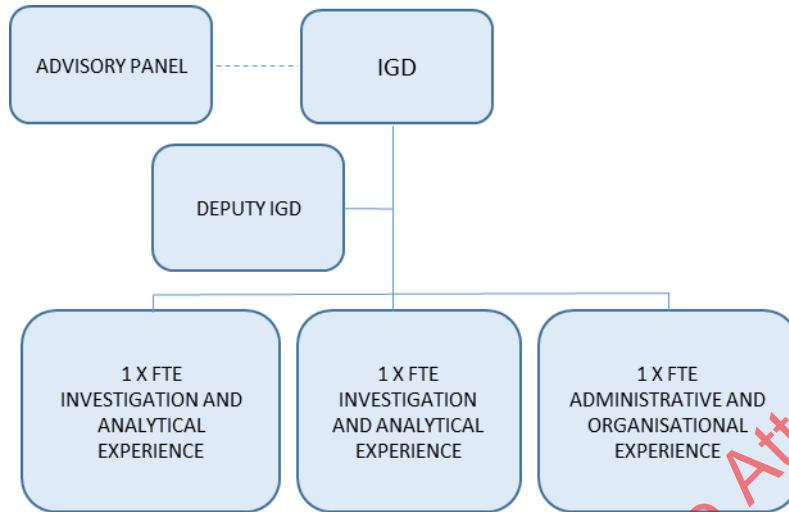 ADVISORY PANEL
IGD
DEPUTY IGD
1 X FTE
INVESTIGATION AND
ANALYTICAL
EXPERIENCE
1 X FTE
INVESTIGATION
AND ANALYTICAL
EXPERIENCE
1 X FTE
ADMINISTRATIVE AND
ORGANISATIONAL
EXPERIENCE